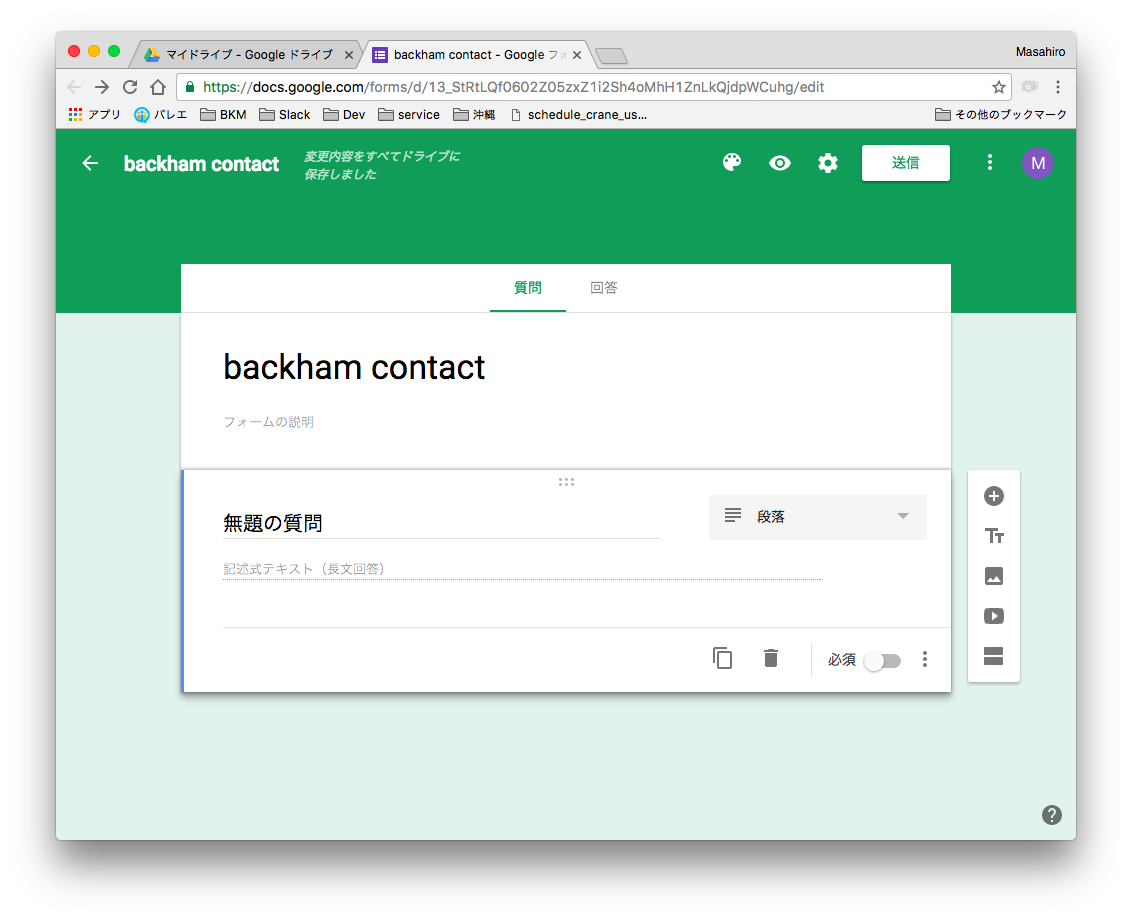 マイドライブ - Google ドライブ
backham contact - Google フォ
Masahiro
https://docs.google.com/forms/d/13_StRtLQf0602Z05zxZ1i2Sh4oMhH1ZnLkQjdpWCuhg/edit
アプリ バレエ BKM Slack Dev service 沖縄 schedule_crane_us... その他のブックマーク
backham contact
変更内容をすべてドライブに
保存しました
送信
M
質問 回答
backham contact
フォームの説明
無題の質問
段落
記述式テキスト（長文回答）
必須